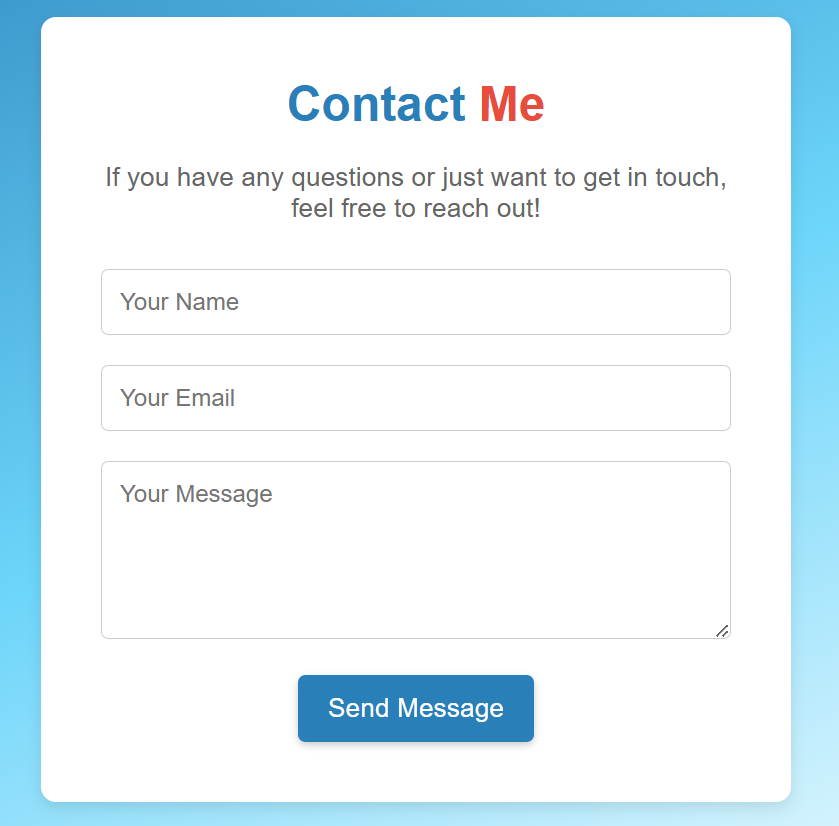 Contact Me
If you have any questions or just want to get in touch,
feel free to reach out!
Your Name
Your Email
Your Message
Send Message